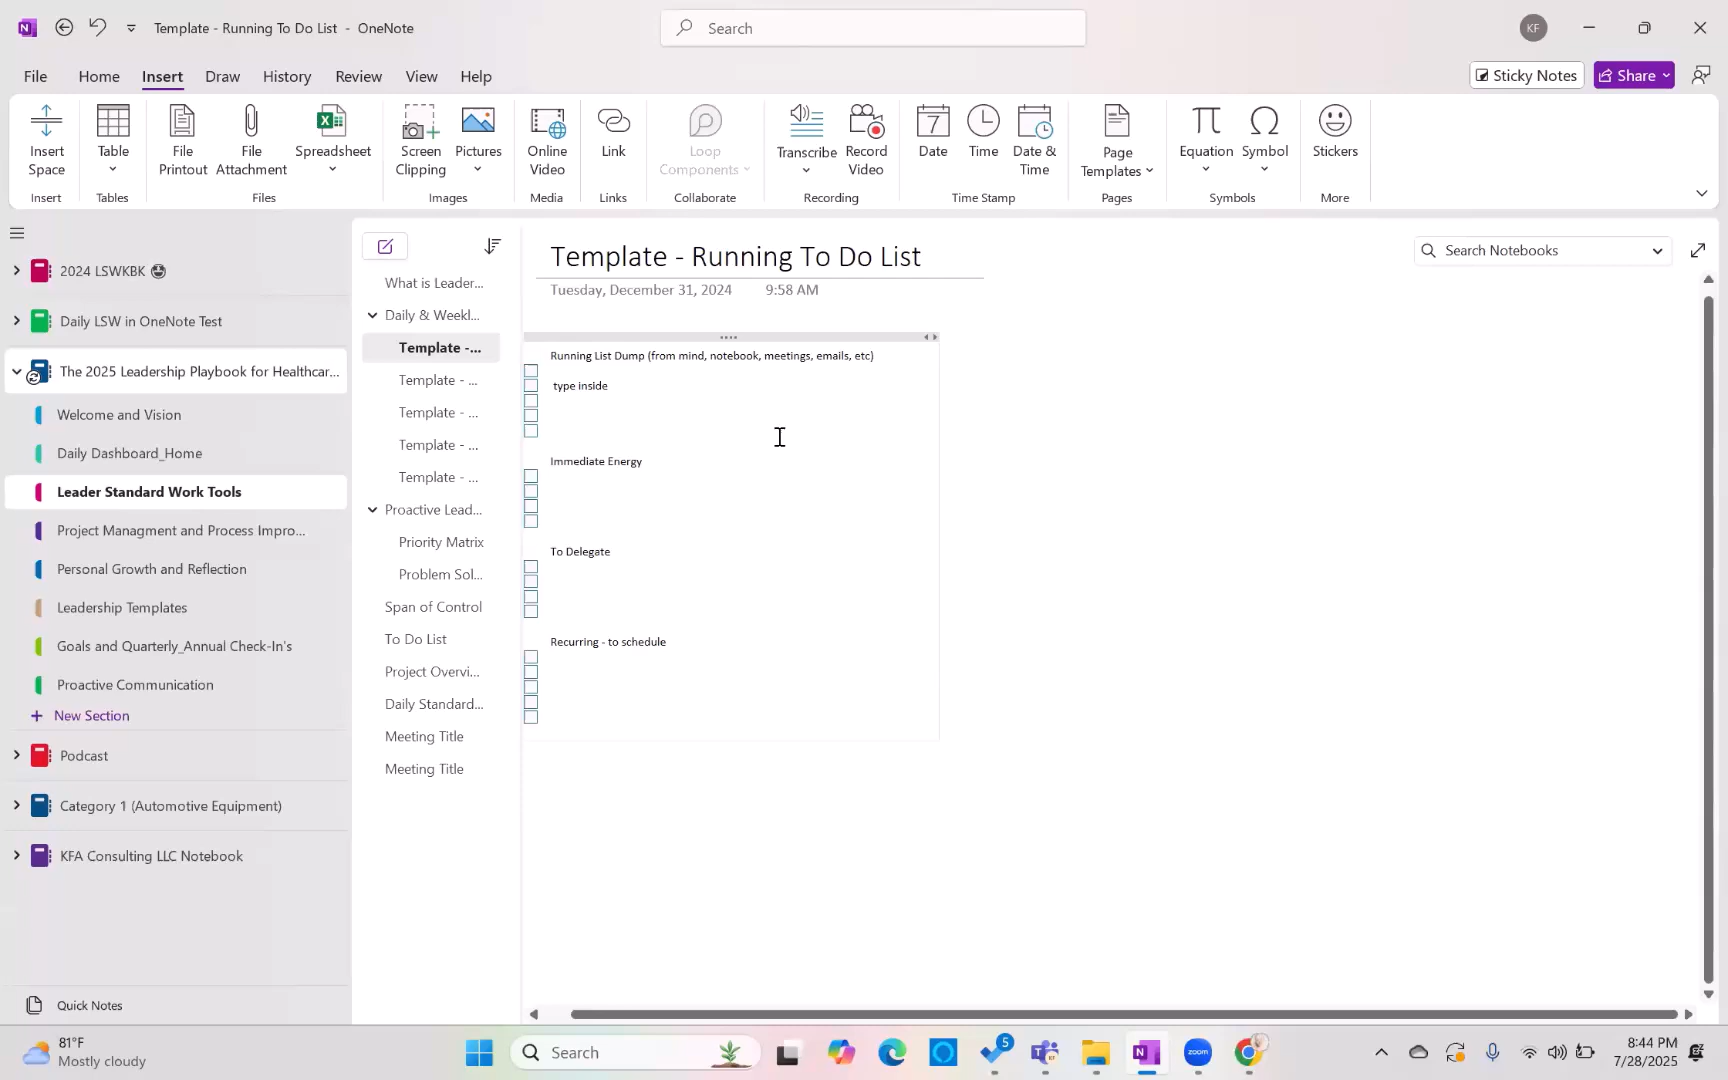 Template - Running To Do List - OneNote
Search
KF
File Home Insert Draw History Review View Help
Sticky Notes
Share
Insert Space
Table
File Printout
File Attachment
Spreadsheet
Screen Clipping
Pictures
Online Video
Link
Loop Components
Transcribe
Record Video
7
Date
Time
Date & Time
Page Templates
Equation
Symbol
Stickers
Insert
Tables
Files
Images
Media
Links
Collaborate
Recording
Time Stamp
Pages
Symbols
More
2024 LSWKBK
Daily LSW in OneNote Test
The 2025 Leadership Playbook for Healthcar...
Welcome and Vision
Daily Dashboard_Home
Leader Standard Work Tools
Project Managment and Process Impro...
Personal Growth and Reflection
Leadership Templates
Goals and Quarterly_Annual Check-In's
Proactive Communication
+ New Section
Podcast
Category 1 (Automotive Equipment)
KFA Consulting LLC Notebook
Quick Notes
What is Leader...
Daily & Weekl...
Template -...
Template - ...
Template - ...
Template - ...
Template - ...
Proactive Lead...
Priority Matrix
Problem Sol...
Span of Control
To Do List
Project Overvi...
Daily Standard...
Meeting Title
Meeting Title
Template - Running To Do List
Tuesday, December 31, 2024 9:58 AM
Search Notebooks
Running List Dump (from mind, notebook, meetings, emails, etc)
type inside
Immediate Energy
To Delegate
Recurring - to schedule
81°F
Mostly cloudy
Search
5
zoom
8:44 PM
7/28/2025